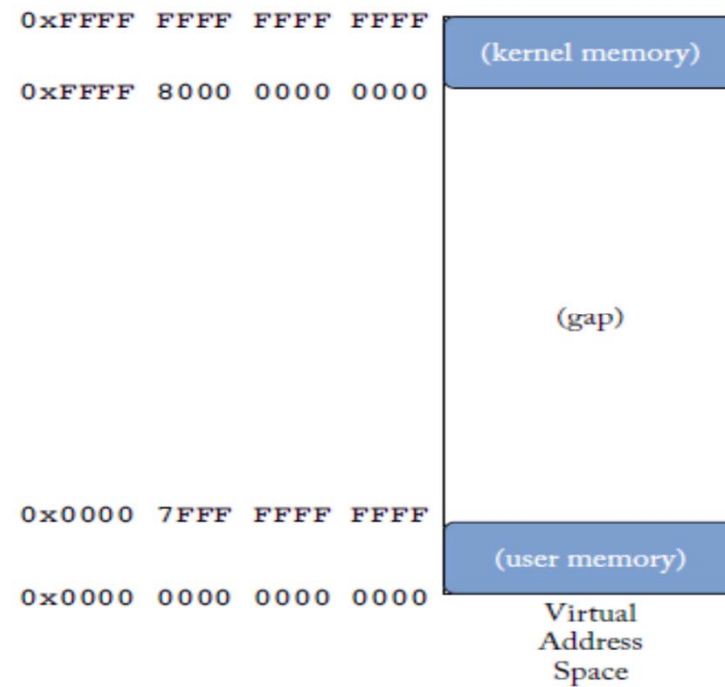 0xFFFF FFFF FFFF FFFF
(kernel memory)
0xFFFF 8000 0000 0000
(gap)
0x0000 7FFF FFFF FFFF
(user memory)
0x0000 0000 0000 0000
Virtual
Address
Space